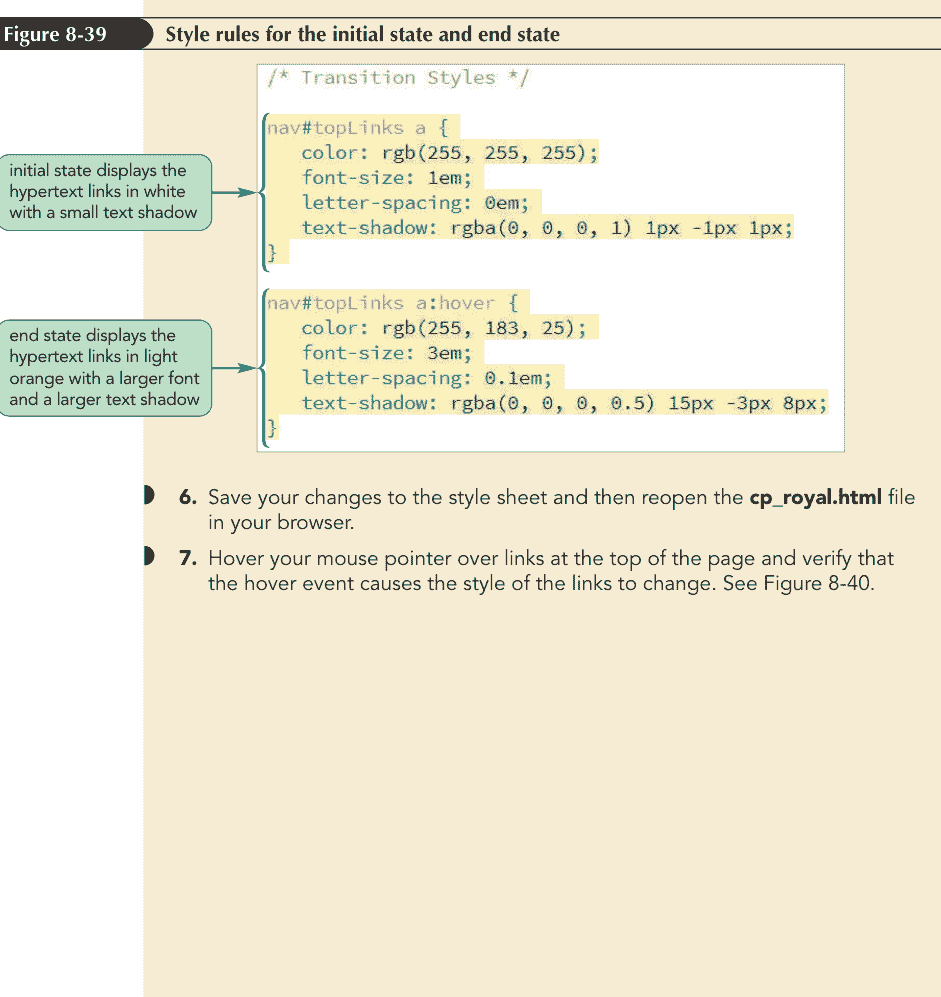 Figure 8-39 Style rules for the initial state and end state
/* Transition Styles */
nav#topLinks a {
color: rgb(255, 255, 255);
font-size: 1em;
letter-spacing: 0em;
text-shadow: rgba(0, 0, 0, 1) 1px -1px 1px;
}
initial state displays the
hypertext links in white
with a small text shadow
nav#topLinks a:hover {
color: rgb(255, 183, 25);
font-size: 3em;
letter-spacing: 0.1em;
text-shadow: rgba(0, 0, 0, 0.5) 15px -3px 8px;
}
end state displays the
hypertext links in light
orange with a larger font
and a larger text shadow
6. Save your changes to the style sheet and then reopen the cp_royal.html file
in your browser.
7. Hover your mouse pointer over links at the top of the page and verify that
the hover event causes the style of the links to change. See Figure 8-40.